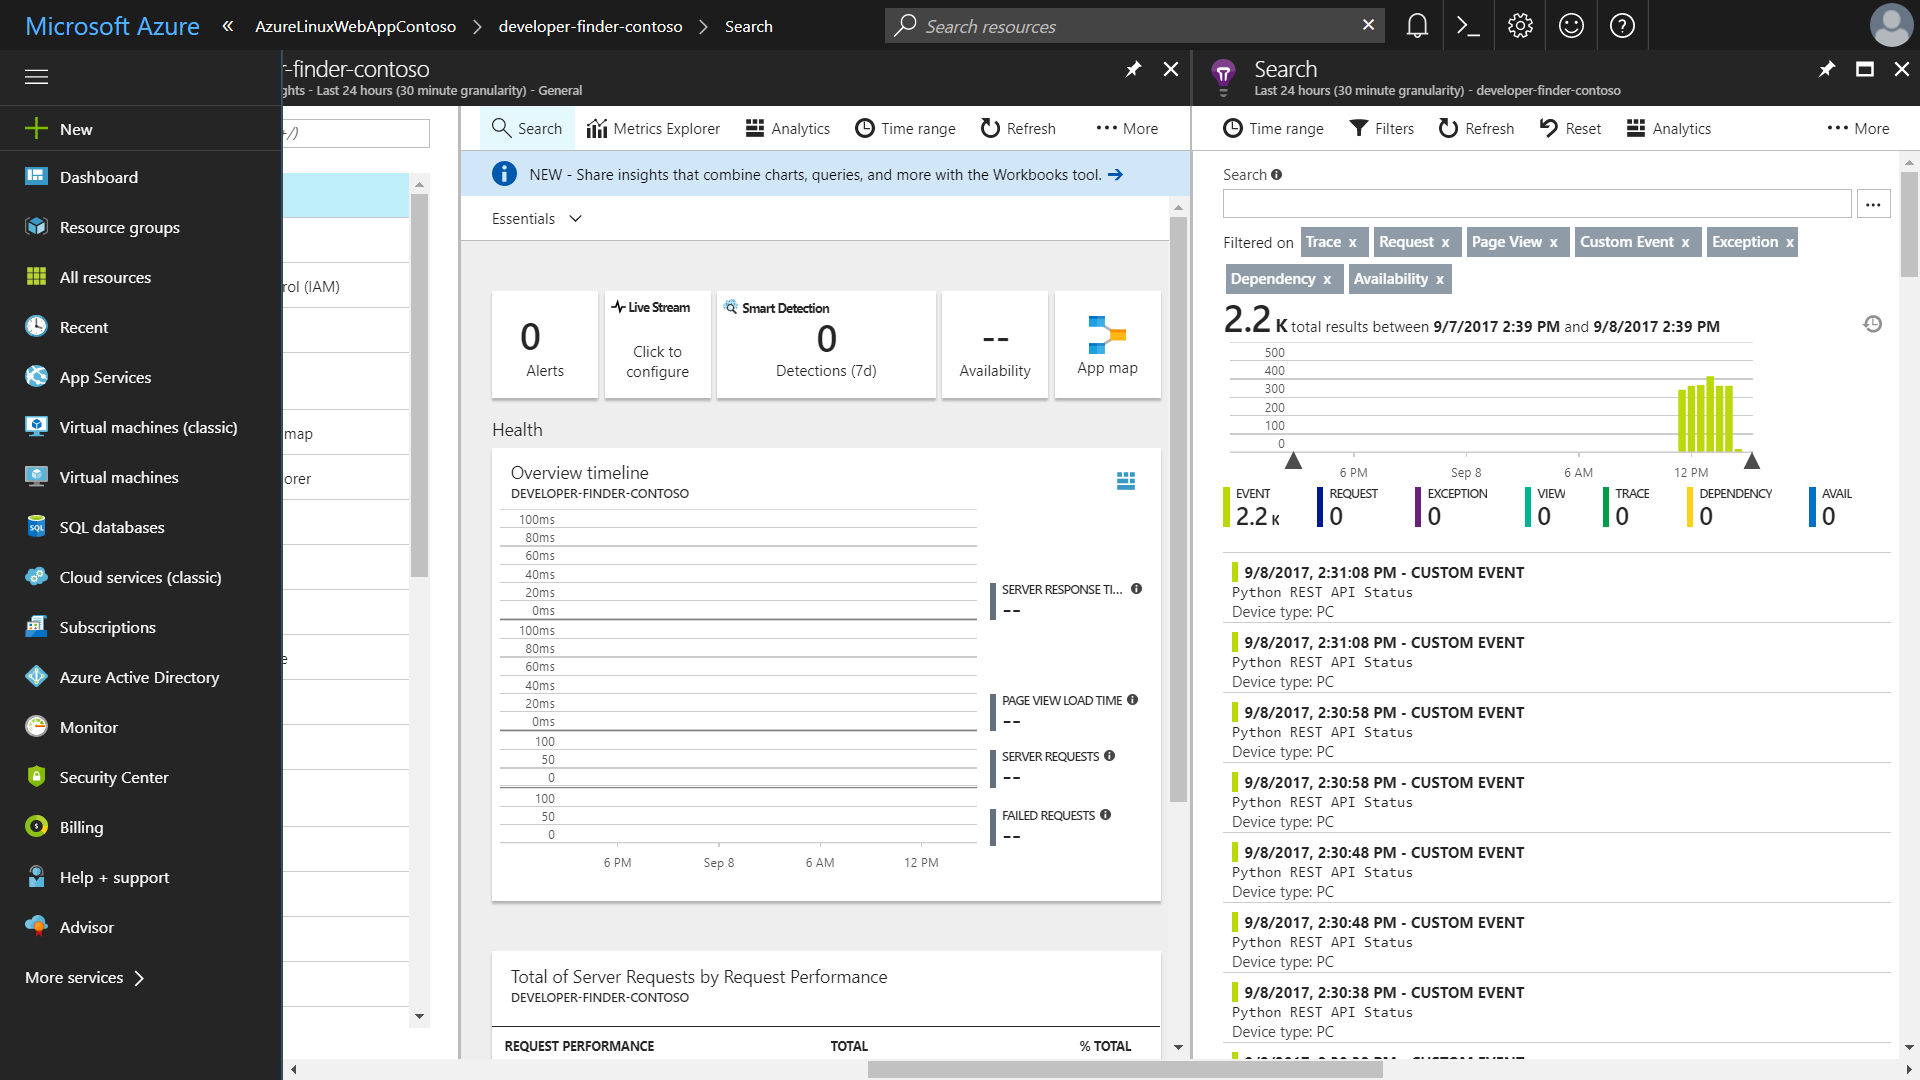 Microsoft Azure « AzureLinuxWebAppContoso > developer-finder-contoso > Search
Search resources
New
Dashboard
Resource groups
All resources
Recent
App Services
Virtual machines (classic)
Virtual machines
SQL databases
Cloud services (classic)
Subscriptions
Azure Active Directory
Monitor
Security Center
Billing
Help + support
Advisor
More services
-finder-contoso
ghts - Last 24 hours (30 minute granularity) - General
+/)
rol (IAM)
map
orer
e
Search Metrics Explorer Analytics Time range Refresh ••• More
NEW - Share insights that combine charts, queries, and more with the Workbooks tool. →
Essentials
0
Alerts
Live Stream
Click to
configure
Smart Detection
0
Detections (7d)
--
Availability
App map
Health
Overview timeline
DEVELOPER-FINDER-CONTOSO
100ms
80ms
60ms
40ms
20ms
0ms
SERVER RESPONSE TI...
--
100ms
80ms
60ms
40ms
20ms
0ms
PAGE VIEW LOAD TIME
--
100
50
0
SERVER REQUESTS
--
100
50
0
FAILED REQUESTS
--
6 PM Sep 8 6 AM 12 PM
Total of Server Requests by Request Performance
DEVELOPER-FINDER-CONTOSO
REQUEST PERFORMANCE TOTAL % TOTAL
Search
Last 24 hours (30 minute granularity) - developer-finder-contoso
Time range Filters Refresh Reset Analytics ••• More
Search
...
Filtered on Trace x Request x Page View x Custom Event x Exception x
Dependency x Availability x
2.2 K total results between 9/7/2017 2:39 PM and 9/8/2017 2:39 PM
500
400
300
200
100
0
6 PM Sep 8 6 AM 12 PM
EVENT REQUEST EXCEPTION VIEW TRACE DEPENDENCY AVAIL
2.2 K 0 0 0 0 0 0
9/8/2017, 2:31:08 PM - CUSTOM EVENT
Python REST API Status
Device type: PC
9/8/2017, 2:31:08 PM - CUSTOM EVENT
Python REST API Status
Device type: PC
9/8/2017, 2:30:58 PM - CUSTOM EVENT
Python REST API Status
Device type: PC
9/8/2017, 2:30:58 PM - CUSTOM EVENT
Python REST API Status
Device type: PC
9/8/2017, 2:30:48 PM - CUSTOM EVENT
Python REST API Status
Device type: PC
9/8/2017, 2:30:48 PM - CUSTOM EVENT
Python REST API Status
Device type: PC
9/8/2017, 2:30:38 PM - CUSTOM EVENT
Python REST API Status
Device type: PC